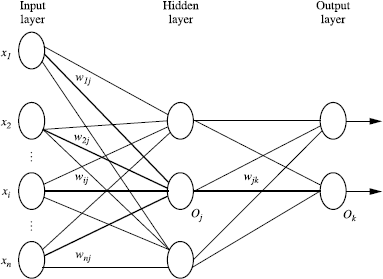 Input
layer
Hidden
layer
Output
layer
x1
w1j
x2
w2j
⋮
wij
xi
wjk
Oj
Ok
⋮
wnj
xn